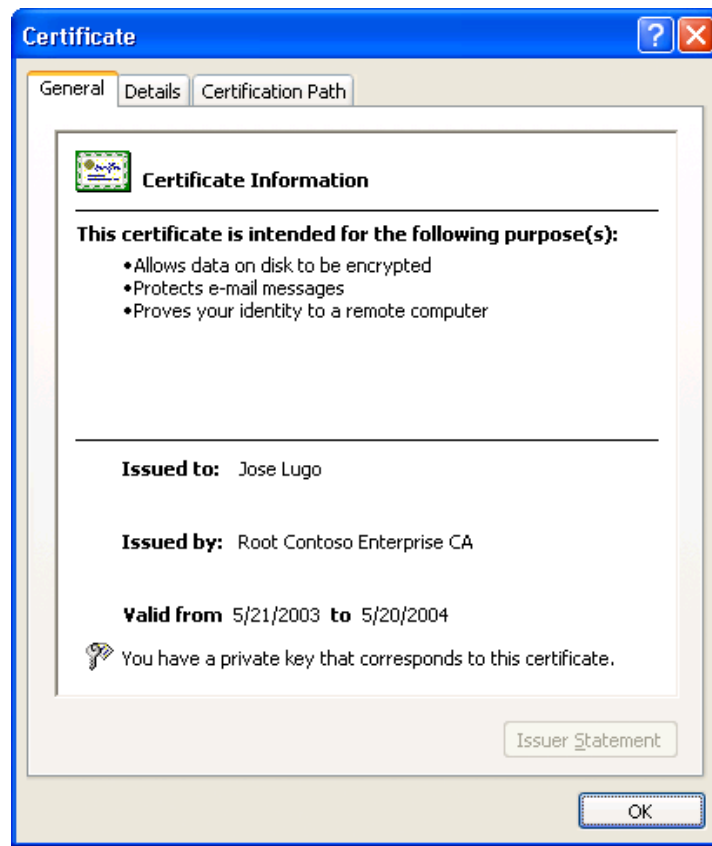 Certificate
General Details Certification Path
Certificate Information
This certificate is intended for the following purpose(s):
•Allows data on disk to be encrypted
•Protects e-mail messages
•Proves your identity to a remote computer
Issued to: Jose Lugo
Issued by: Root Contoso Enterprise CA
Valid from 5/21/2003 to 5/20/2004
You have a private key that corresponds to this certificate.
Issuer Statement
OK